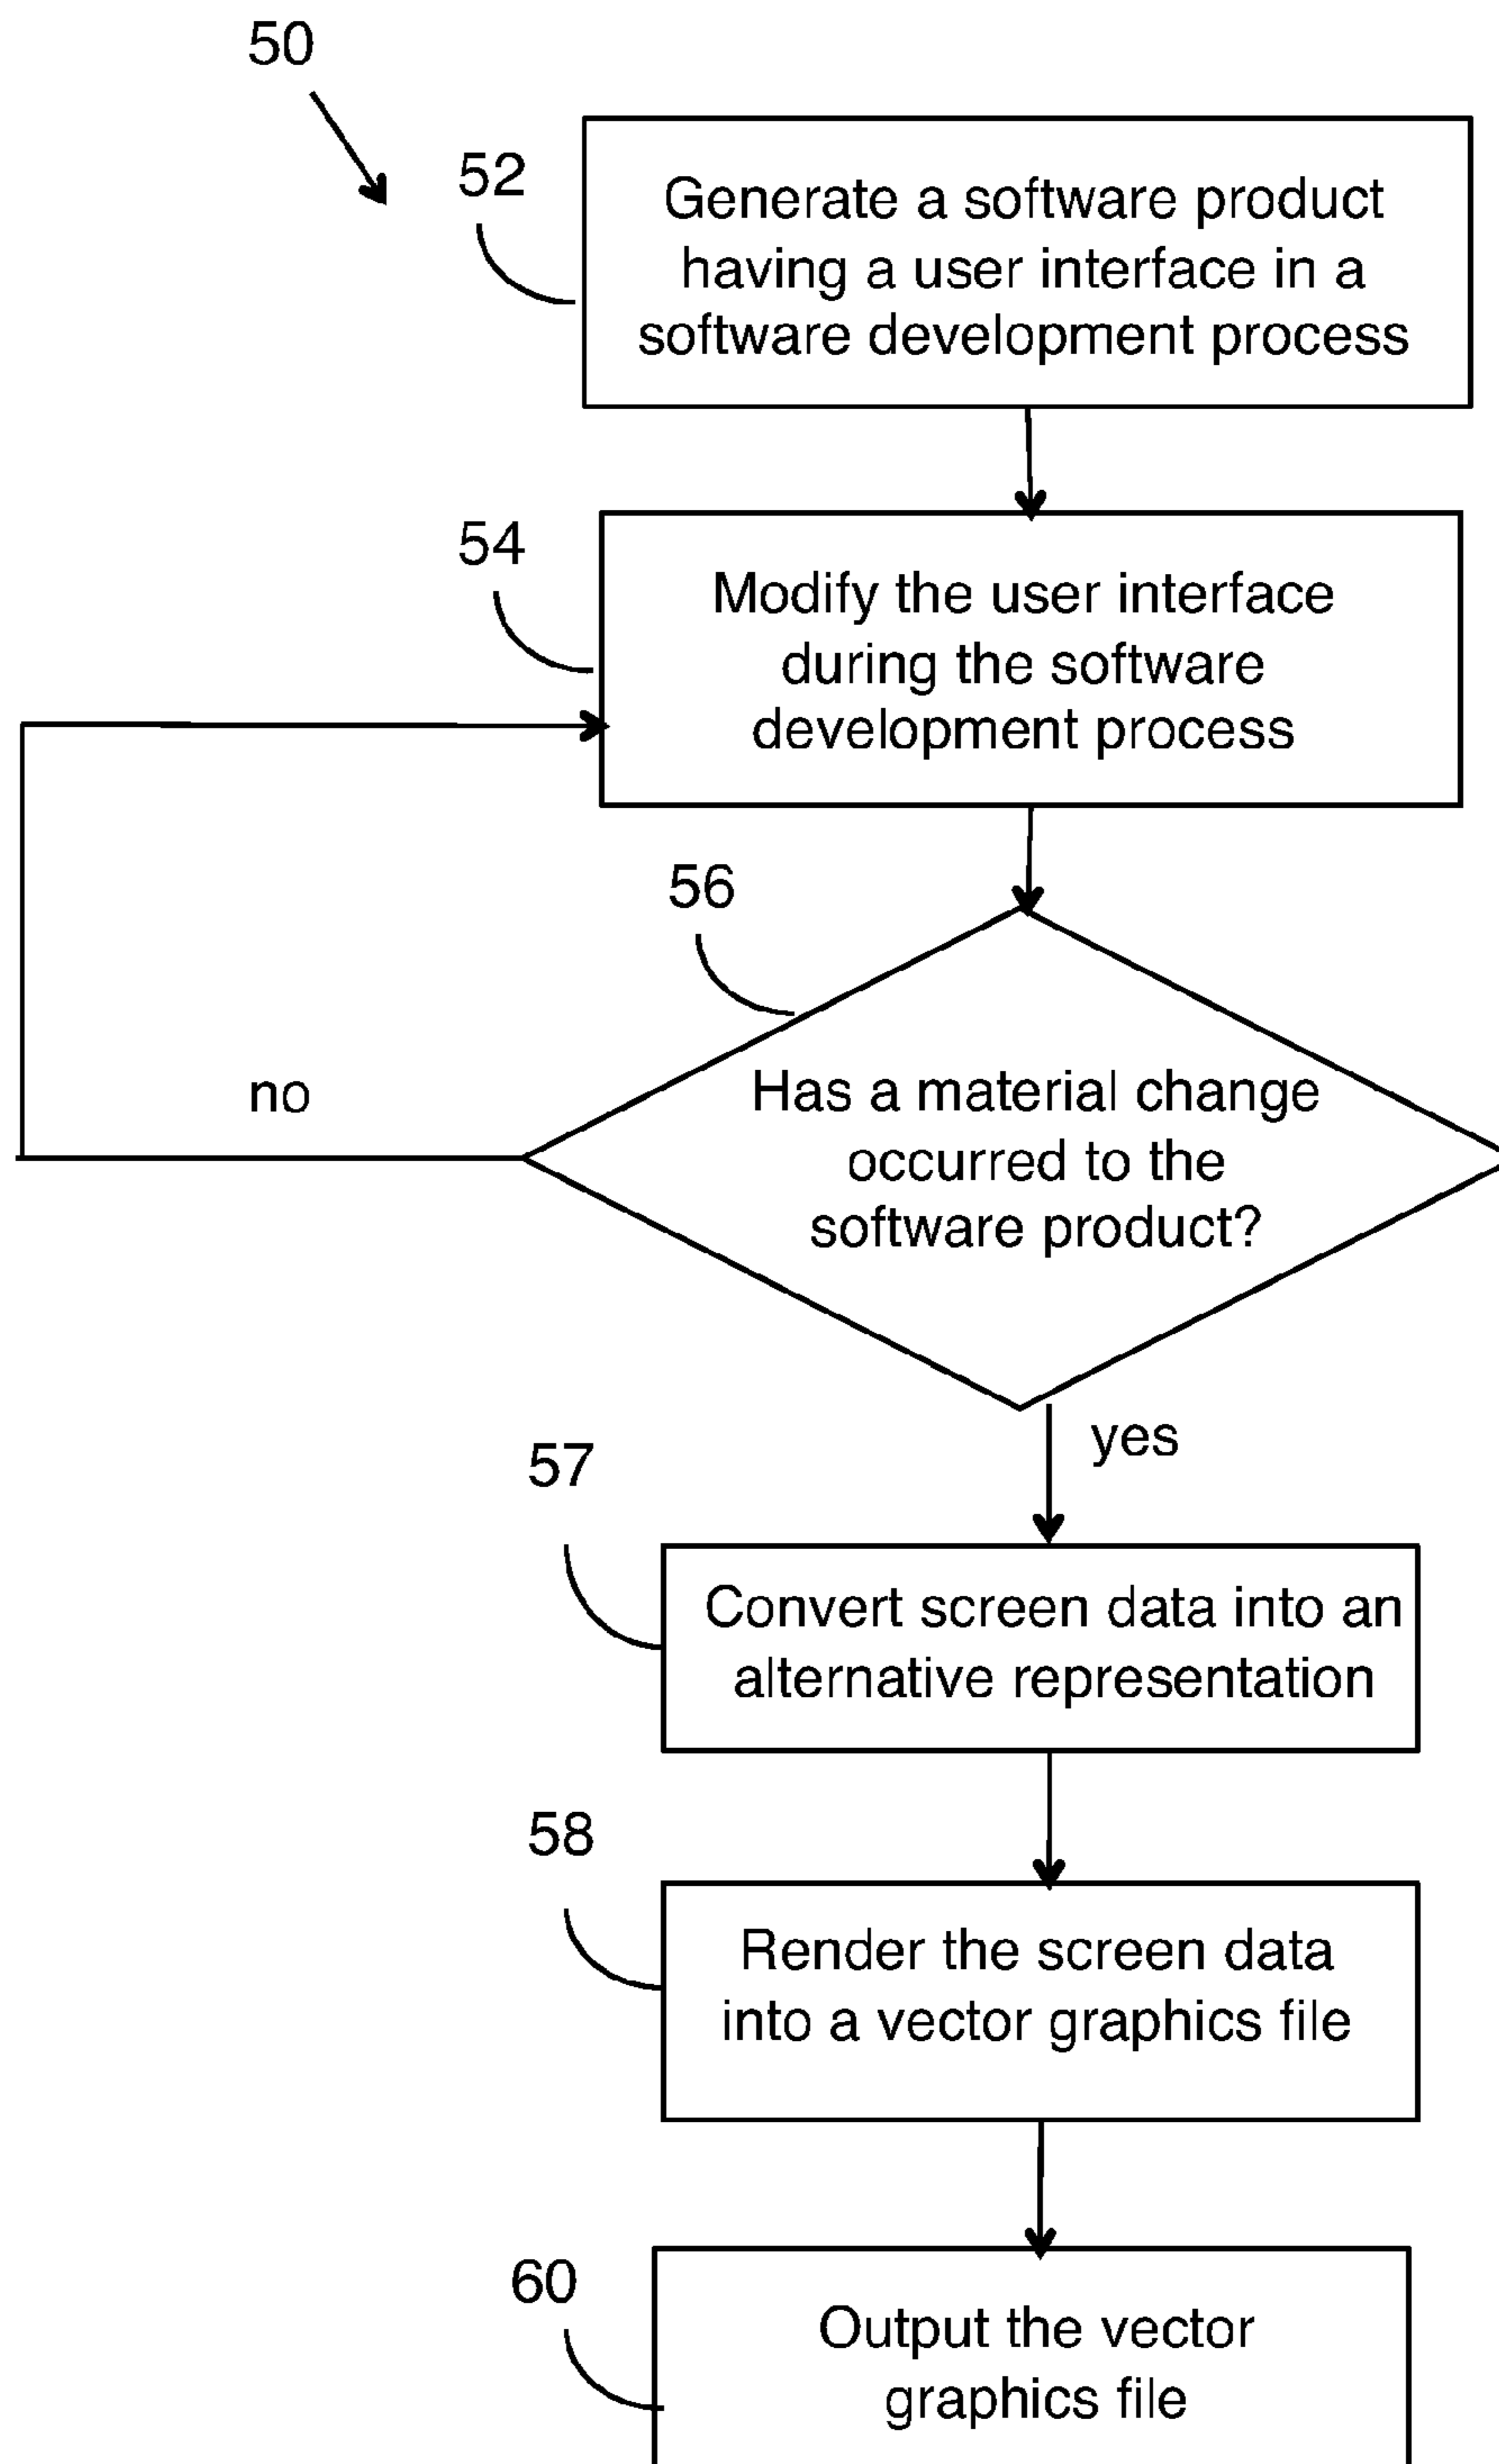 50
52
Generate a software product
having a user interface in a
software development process
54
Modify the user interface
during the software
development process
56
Has a material change
occurred to the
software product?
no
yes
57
Convert screen data into an
alternative representation
58
Render the screen data
into a vector graphics file
60
Output the vector
graphics file